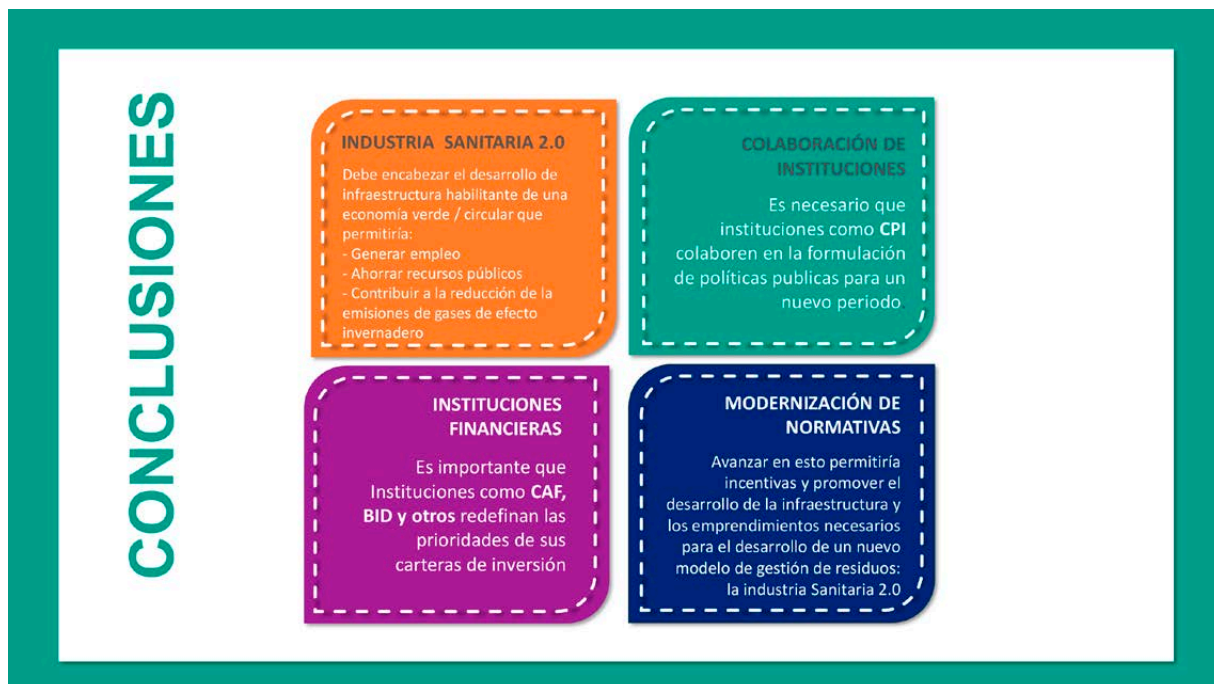 CONCLUSIONES
INDUSTRIA SANITARIA 2.0
Debe encabezar el desarrollo de
infraestructura habilitante de una
economía verde / circular que
permitiría:
- Generar empleo
- Ahorrar recursos públicos
- Contribuir a la reducción de la
emisiones de gases de efecto
invernadero
COLABORACIÓN DE
INSTITUCIONES
Es necesario que
instituciones como CPI
colaboren en la formulación
de políticas publicas para un
nuevo periodo.
INSTITUCIONES
FINANCIERAS
Es importante que
Instituciones como CAF,
BID y otros redefinan las
prioridades de sus
carteras de inversión
MODERNIZACIÓN DE
NORMATIVAS
Avanzar en esto permitiría
incentivas y promover el
desarrollo de la infraestructura y
los emprendimientos necesarios
para el desarrollo de un nuevo
modelo de gestión de residuos:
la industria Sanitaria 2.0